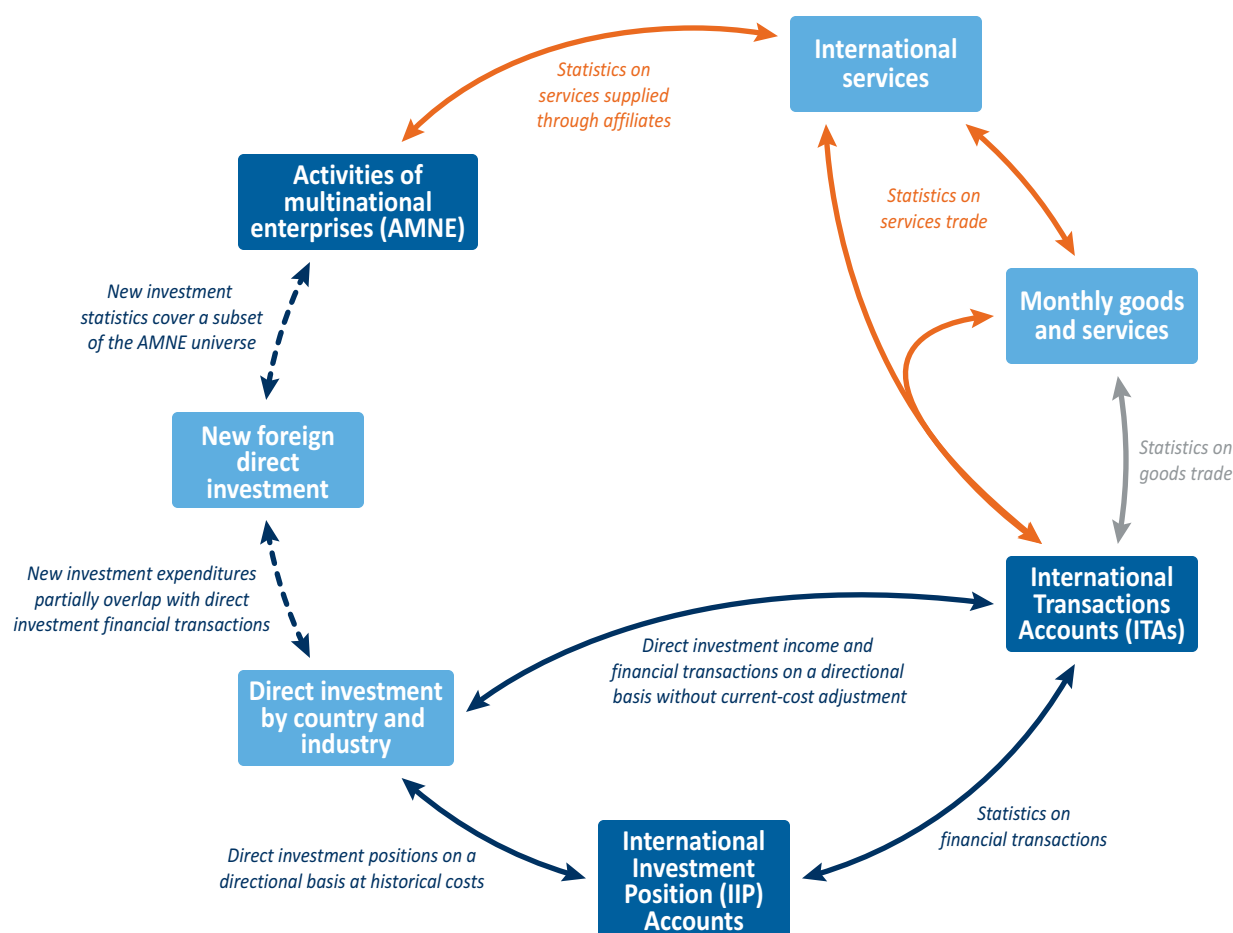 International
services
Statistics on
services supplied
through affiliates
Activities of
multinational
enterprises (AMNE)
Statistics on
services trade
Monthly goods
and services
New investment
statistics cover a subset
of the AMNE universe
New foreign
direct
investment
Statistics on
goods trade
New investment expenditures
partially overlap with direct
investment financial transactions
International
Transactions
Accounts (ITAs)
Direct investment income and
financial transactions on a directional
basis without current-cost adjustment
Direct investment
by country and
industry
Statistics on
financial transactions
International
Investment
Position (IIP)
Accounts
Direct investment positions on a
directional basis at historical costs